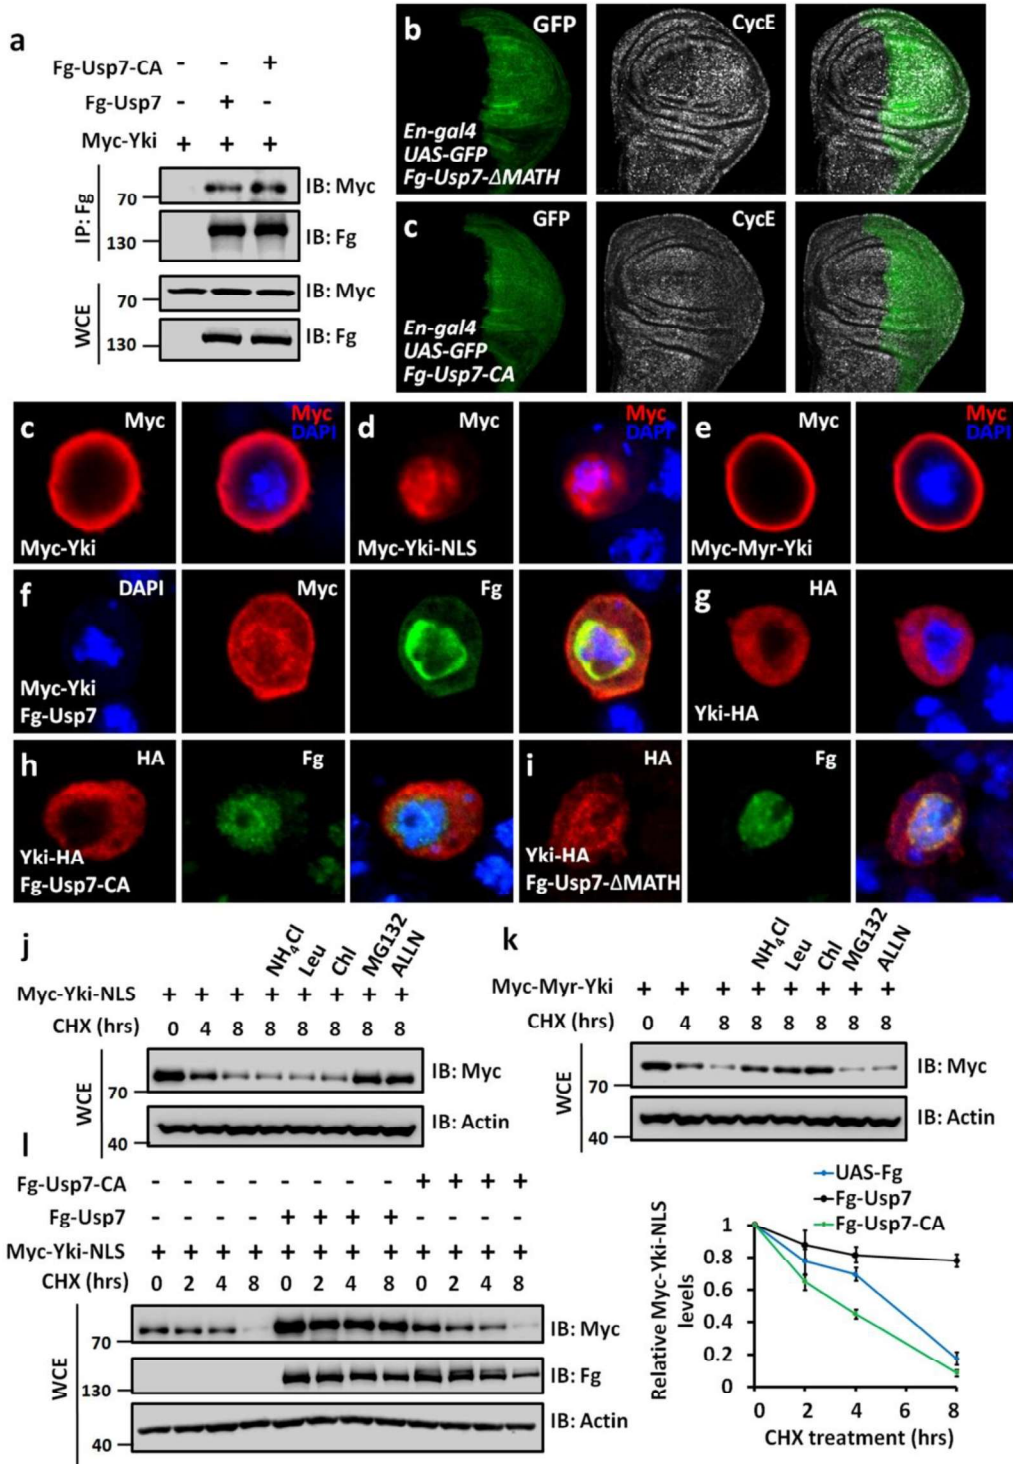 a
Fg-Usp7-CA - - +
Fg-Usp7 - + -
Myc-Yki + + +
IP: Fg
70
IB: Myc
130
IB: Fg
WCE
70
IB: Myc
130
IB: Fg
b
GFP
CycE
En-gal4
UAS-GFP
Fg-Usp7-ΔMATH
c
GFP
CycE
En-gal4
UAS-GFP
Fg-Usp7-CA
c
Myc
Myc
DAPI
Myc-Yki
d
Myc
Myc
DAPI
Myc-Yki-NLS
e
Myc
Myc
DAPI
Myc-Myr-Yki
f
DAPI
Myc
Fg
Myc-Yki
Fg-Usp7
g
HA
Yki-HA
h
HA
Fg
Yki-HA
Fg-Usp7-CA
i
HA
Fg
Yki-HA
Fg-Usp7-ΔMATH
j
NH4Cl Leu Chl MG132 ALLN
Myc-Yki-NLS + + + + + + + +
CHX (hrs) 0 4 8 8 8 8 8 8
WCE
70
IB: Myc
40
IB: Actin
k
NH4Cl Leu Chl MG132 ALLN
Myc-Myr-Yki + + + + + + + +
CHX (hrs) 0 4 8 8 8 8 8 8
WCE
70
IB: Myc
40
IB: Actin
l
Fg-Usp7-CA - - - - - - - - + + + +
Fg-Usp7 - - - - + + + + - - - -
Myc-Yki-NLS + + + + + + + + + + + +
CHX (hrs) 0 2 4 8 0 2 4 8 0 2 4 8
WCE
70
IB: Myc
130
IB: Fg
40
IB: Actin
UAS-Fg
Fg-Usp7
Fg-Usp7-CA
Relative Myc-Yki-NLS
levels
1
0.8
0.6
0.4
0.2
0
0 2 4 6 8
CHX treatment (hrs)